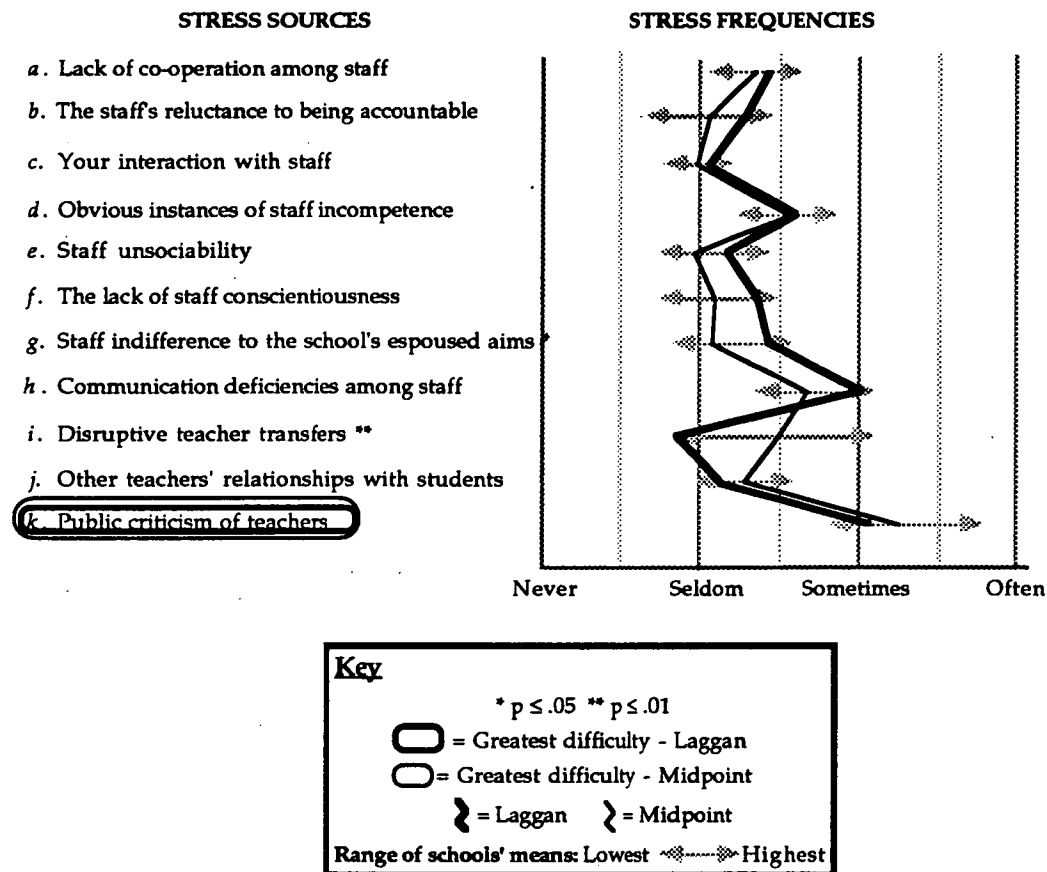 STRESS SOURCES STRESS FREQUENCIES
a. Lack of co-operation among staff
b. The staff's reluctance to being accountable
c. Your interaction with staff
d. Obvious instances of staff incompetence
e. Staff unsociability
f. The lack of staff conscientiousness
g. Staff indifference to the school's espoused aims *
h. Communication deficiencies among staff
i. Disruptive teacher transfers **
j. Other teachers' relationships with students
k. Public criticism of teachers
Never Seldom Sometimes Often
Key
* p ≤ .05 ** p ≤ .01
= Greatest difficulty - Laggan
= Greatest difficulty - Midpoint
= Laggan = Midpoint
Range of schools' means: Lowest Highest